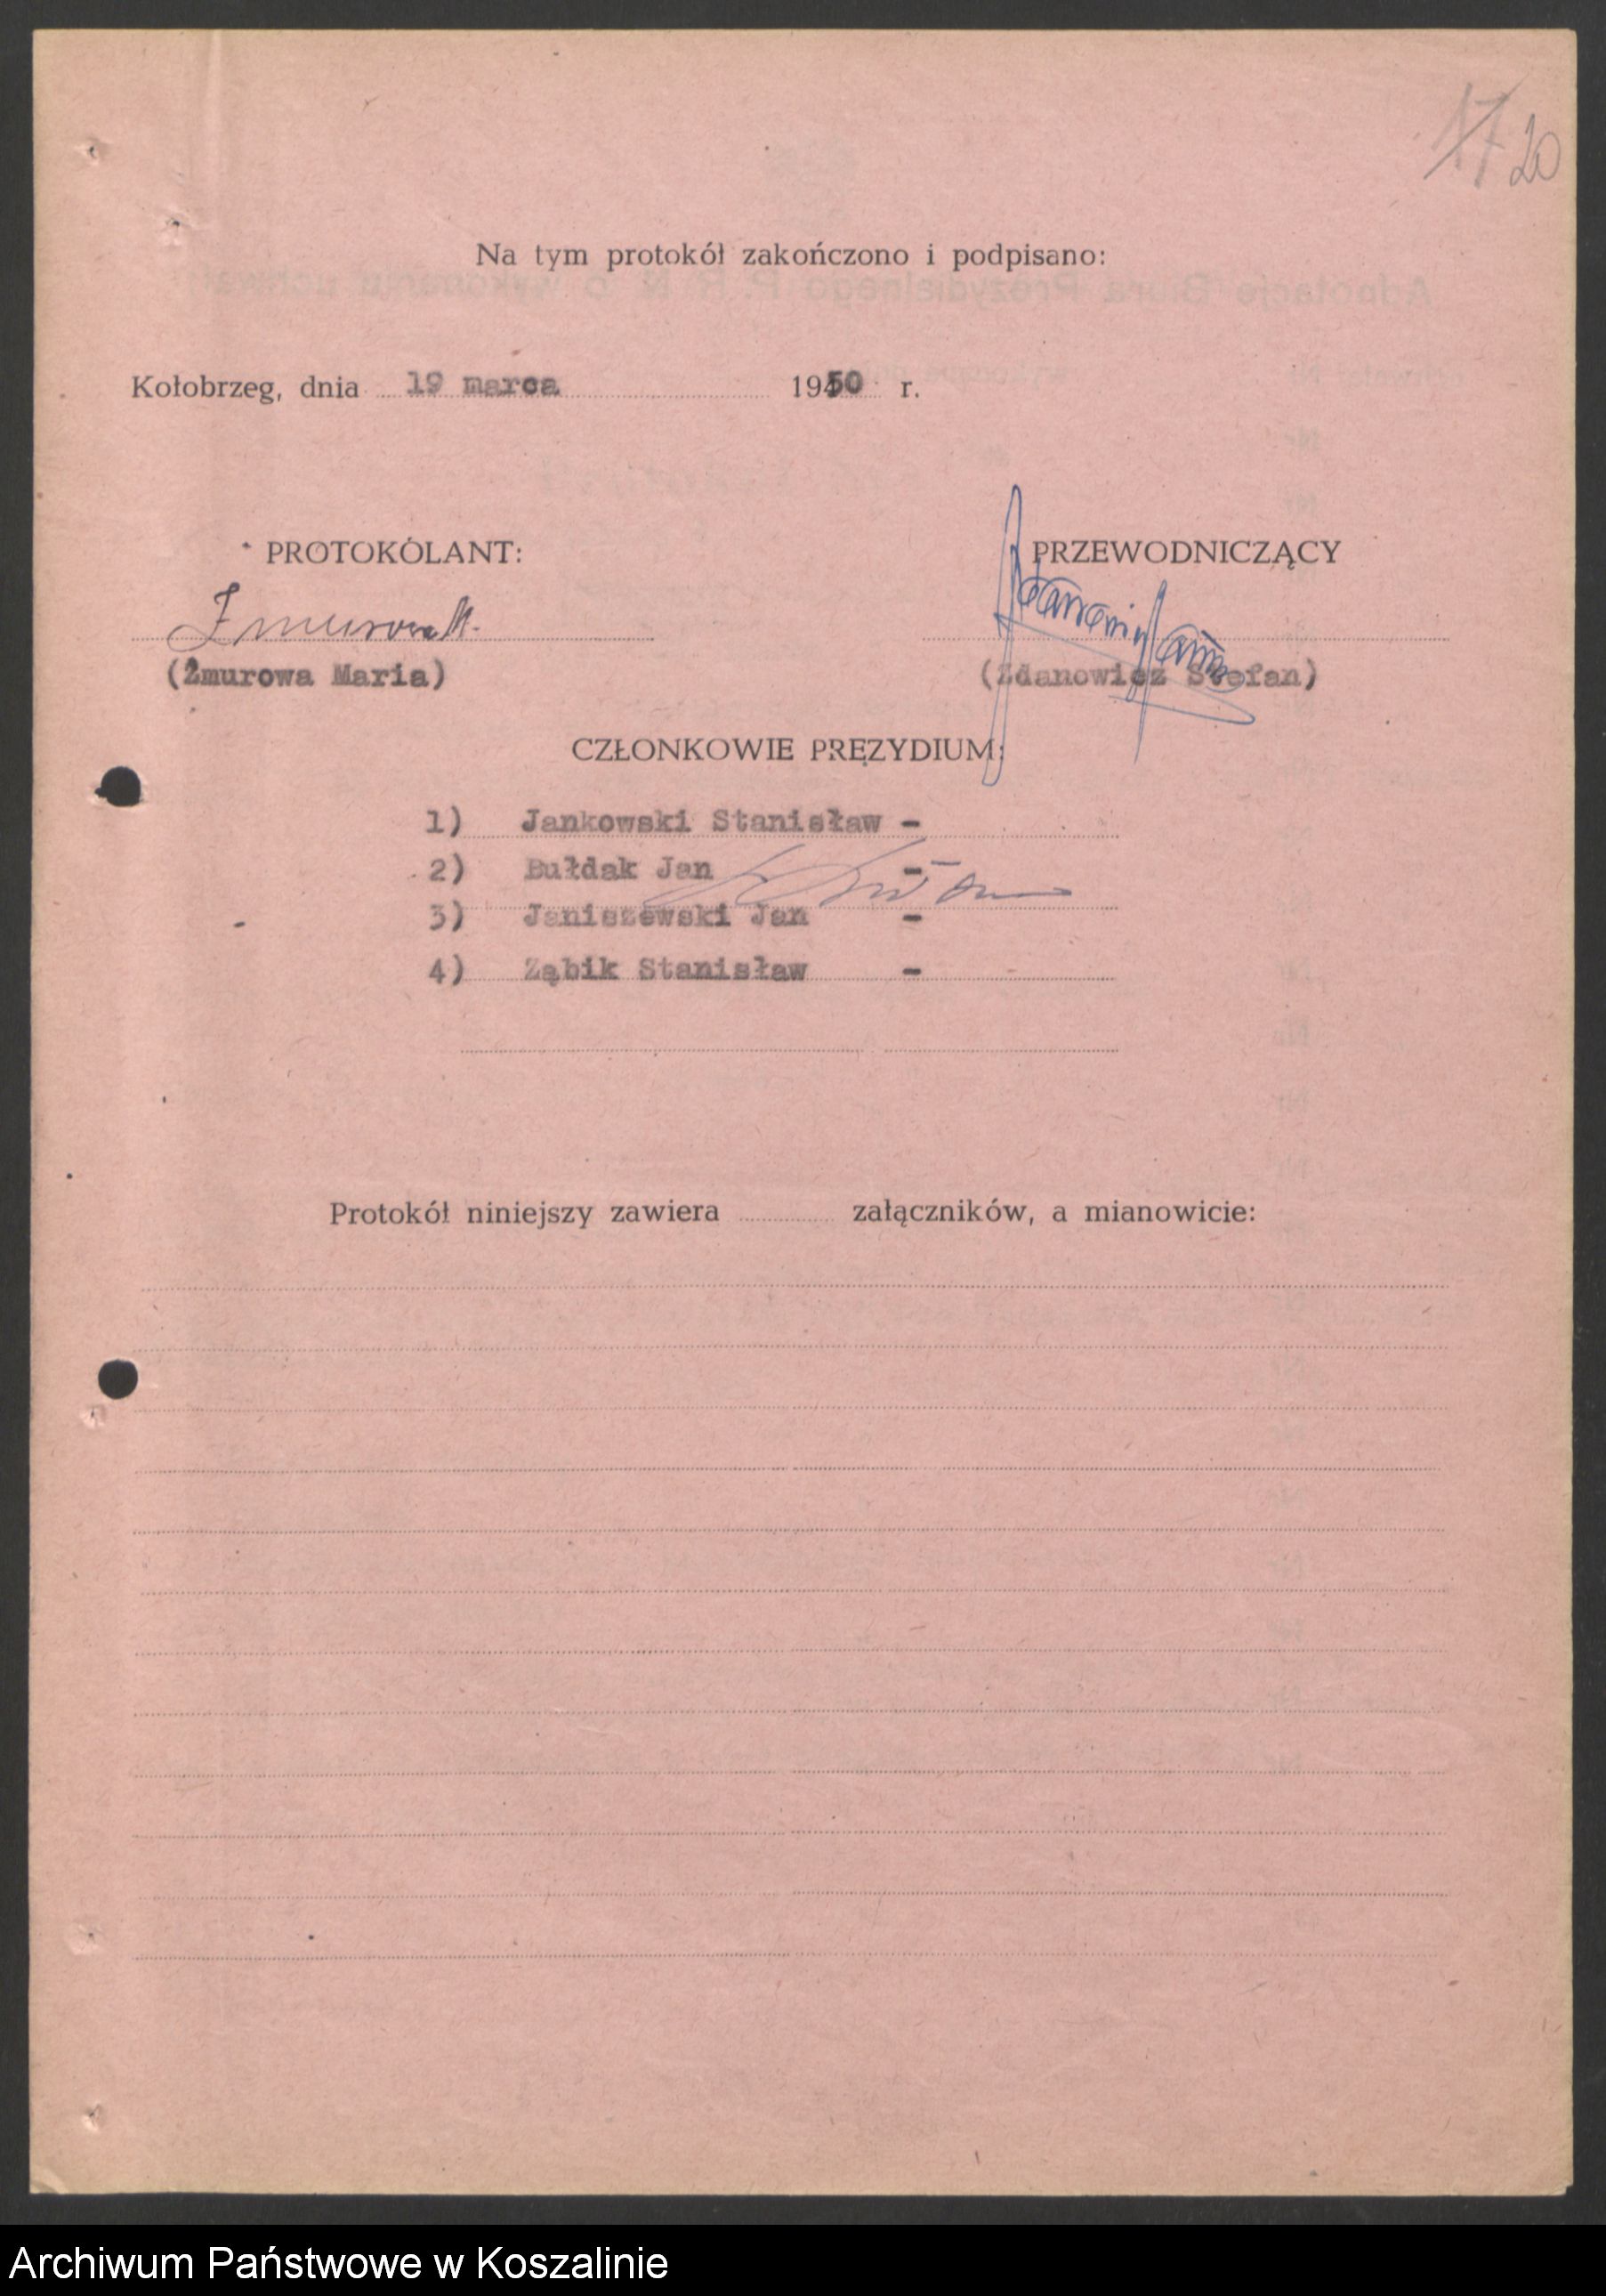 17 20
Na tym protokół zakończono i podpisano:
Kołobrzeg, dnia 19 marca 1950 r.
PROTOKÓLANT: PRZEWODNICZĄCY
Żmurowa M.
(Żmurowa Maria) (Zdanowicz Stefan)
CZŁONKOWIE PREZYDIUM:
1) Jankowski Stanisław -
2) Bułdak Jan -
3) Janiszewski Jan -
4) Ząbik Stanisław -
Protokół niniejszy zawiera załączników, a mianowicie:
Archiwum Państwowe w Koszalinie